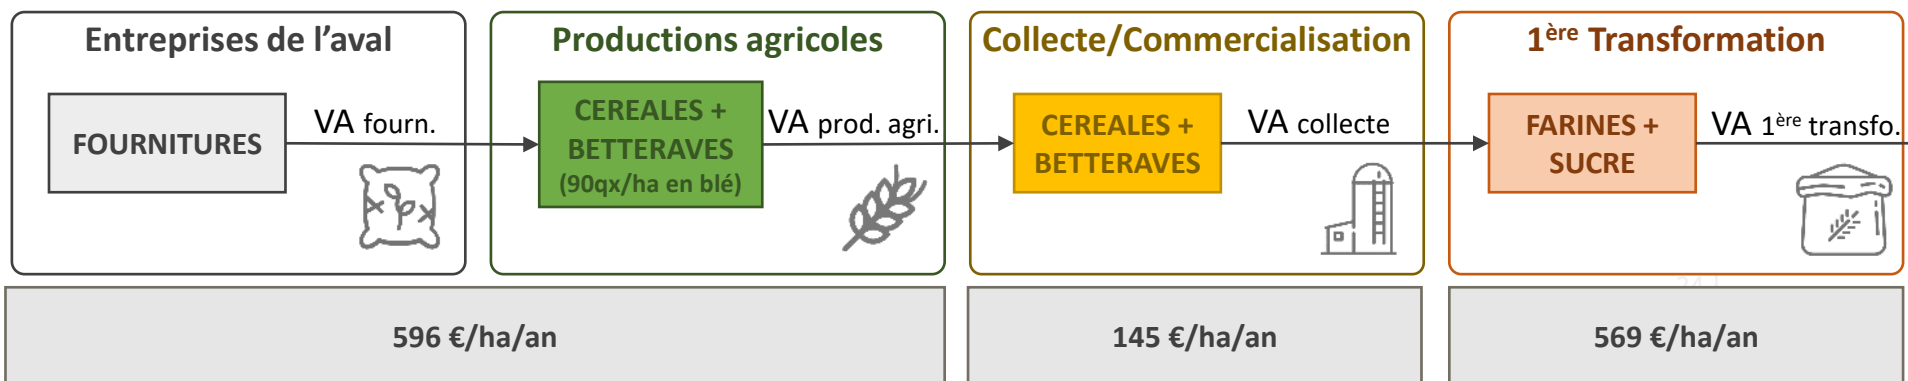 Entreprises de l’aval
FOURNITURES
VA fourn.
Productions agricoles
CEREALES +
BETTERAVES
(90qx/ha en blé)
VA prod. agri.
Collecte/Commercialisation
CEREALES +
BETTERAVES
VA collecte
1ère Transformation
FARINES +
SUCRE
VA 1ère transfo.
596 €/ha/an
145 €/ha/an
569 €/ha/an